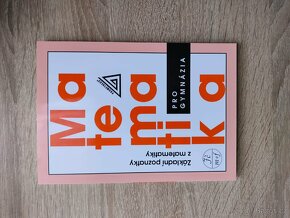 Ma
te
ma
ti
ka
PRO
GYMNÁZIA
Základní poznatky
z matematiky